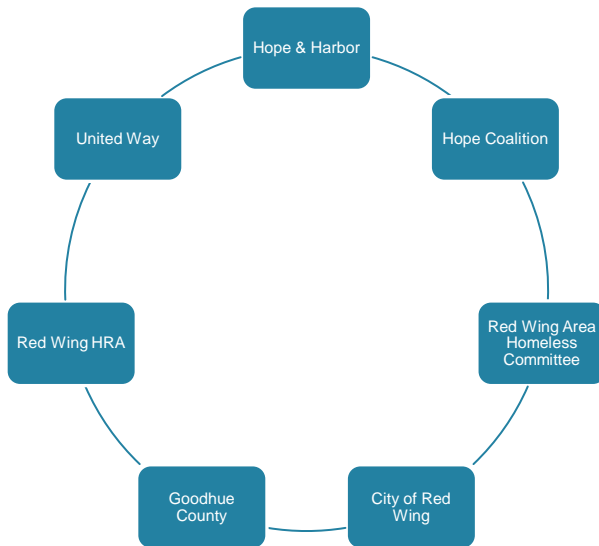 Hope & Harbor
Hope Coalition
Red Wing Area
Homeless
Committee
City of Red
Wing
Goodhue
County
Red Wing HRA
United Way